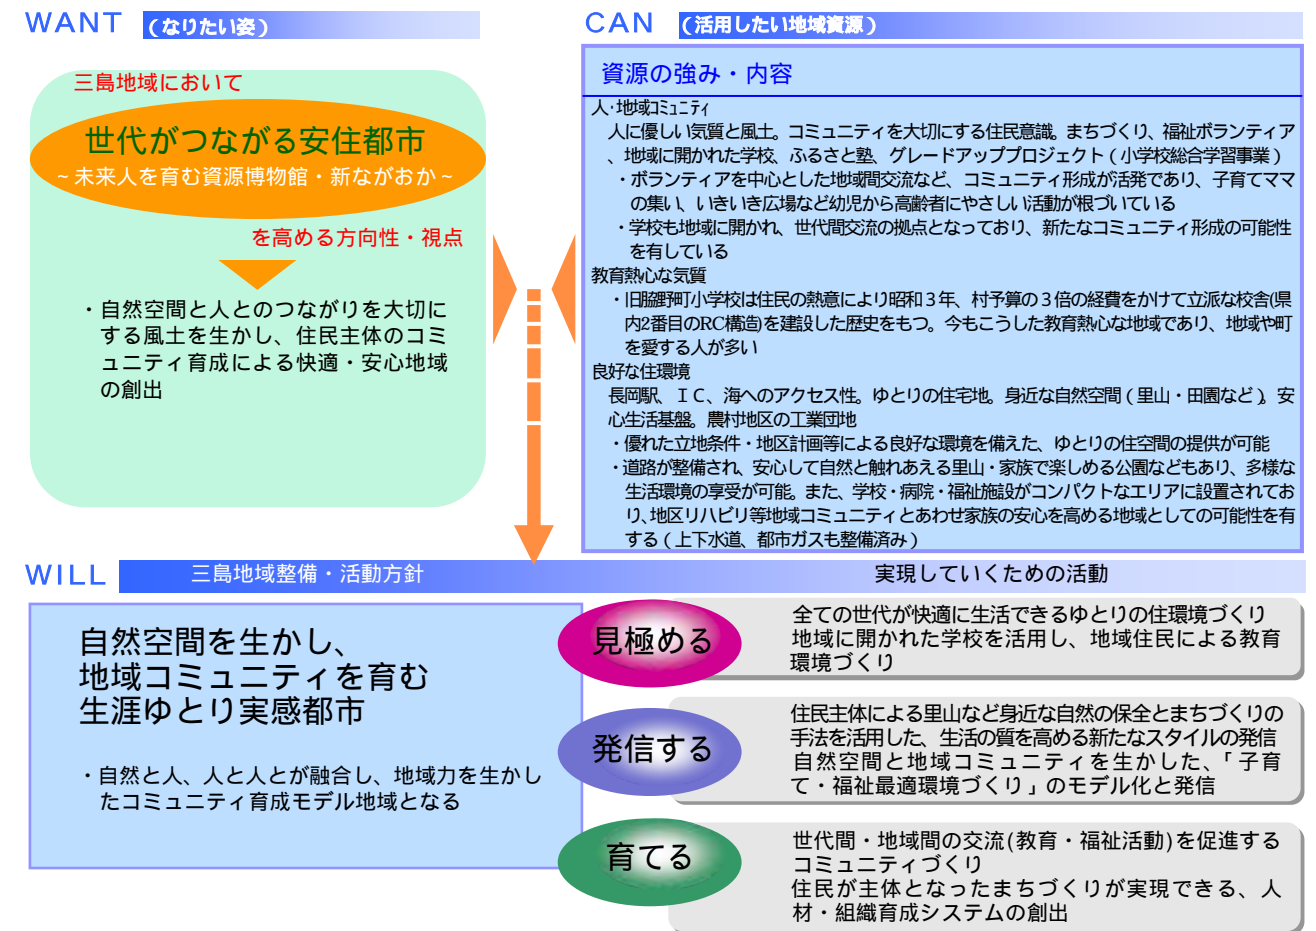 WANT (なりたい姿)
三島地域において
世代がつながる安住都市
~未来人を育む資源博物館・新ながおか~
を高める方向性・視点
・自然空間と人とのつながりを大切に
する風土を生かし、住民主体のコミ
ュニティ育成による快適・安心地域
の創出
CAN (活用したい地域資源)
資源の強み・内容
人・地域コミュニティ
人に優しい気質と風土。コミュニティを大切にする住民意識。まちづくり、福祉ボランティア
、地域に開かれた学校、ふるさと塾、グレードアッププロジェクト(小学校総合学習事業)
・ボランティアを中心とした地域間交流など、コミュニティ形成が活発であり、子育てママ
の集い、いきいき広場など幼児から高齢者にやさしい活動が根づいている
・学校も地域に開かれ、世代間交流の拠点となっており、新たなコミュニティ形成の可能性
を有している
教育熱心な気質
・旧脇野町小学校は住民の熱意により昭和3年、村予算の3倍の経費をかけて立派な校舎(県
内2番目のRC構造)を建設した歴史をもつ。今もこうした教育熱心な地域であり、地域や町
を愛する人が多い
良好な住環境
長岡駅、IC、海へのアクセス性。ゆとりの住宅地。身近な自然空間(里山・田園など)。安
心生活基盤。農村地区の工業団地
・優れた立地条件・地区計画等による良好な環境を備えた、ゆとりの住空間の提供が可能
・道路が整備され、安心して自然と触れあえる里山・家族で楽しめる公園などもあり、多様な
生活環境の享受が可能。また、学校・病院・福祉施設がコンパクトなエリアに設置されてお
り、地区リハビリ等地域コミュニティとあわせ家族の安心を高める地域としての可能性を有
する(上下水道、都市ガスも整備済み)
WILL 三島地域整備・活動方針 実現していくための活動
自然空間を生かし、
地域コミュニティを育む
生涯ゆとり実感都市
・自然と人、人と人とが融合し、地域力を生かし
たコミュニティ育成モデル地域となる
見極める
全ての世代が快適に生活できるゆとりの住環境づくり
地域に開かれた学校を活用し、地域住民による教育
環境づくり
発信する
住民主体による里山など身近な自然の保全とまちづくりの
手法を活用した、生活の質を高める新たなスタイルの発信
自然空間と地域コミュニティを生かした、「子育
て・福祉最適環境づくり」のモデル化と発信
育てる
世代間・地域間の交流(教育・福祉活動)を促進する
コミュニティづくり
住民が主体となったまちづくりが実現できる、人
材・組織育成システムの創出